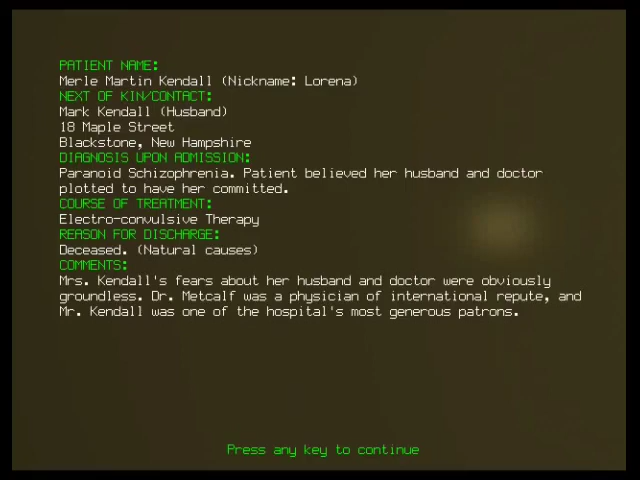 PATIENT NAME:
Merle Martin Kendall (Nickname: Lorena)
NEXT OF KIN/CONTACT:
Mark Kendall (Husband)
18 Maple Street
Blackstone, New Hampshire
DIAGNOSIS UPON ADMISSION:
Paranoid Schizophrenia. Patient believed her husband and doctor
plotted to have her committed.
COURSE OF TREATMENT:
Electro-convulsive Therapy
REASON FOR DISCHARGE:
Deceased. (Natural causes)
COMMENTS:
Mrs. Kendall's fears about her husband and doctor were obviously
groundless. Dr. Metcalf was a physician of international repute, and
Mr. Kendall was one of the hospital's most generous patrons.
Press any key to continue